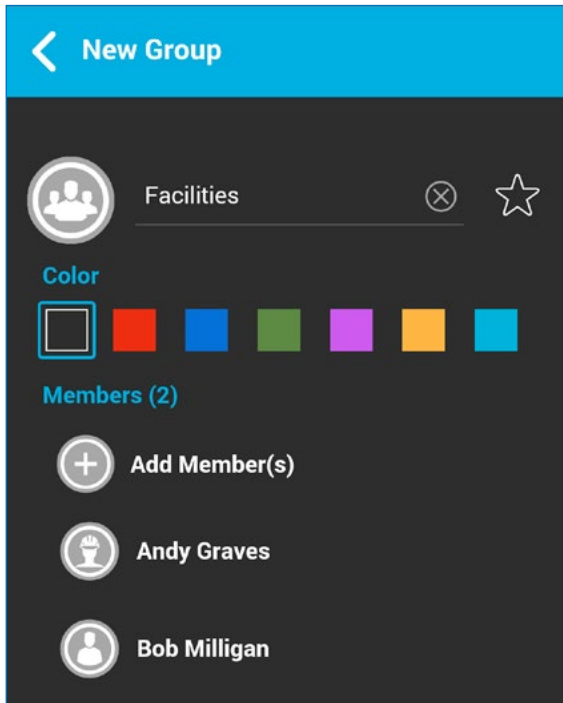 New Group
Facilities
Color
Members (2)
Add Member(s)
Andy Graves
Bob Milligan